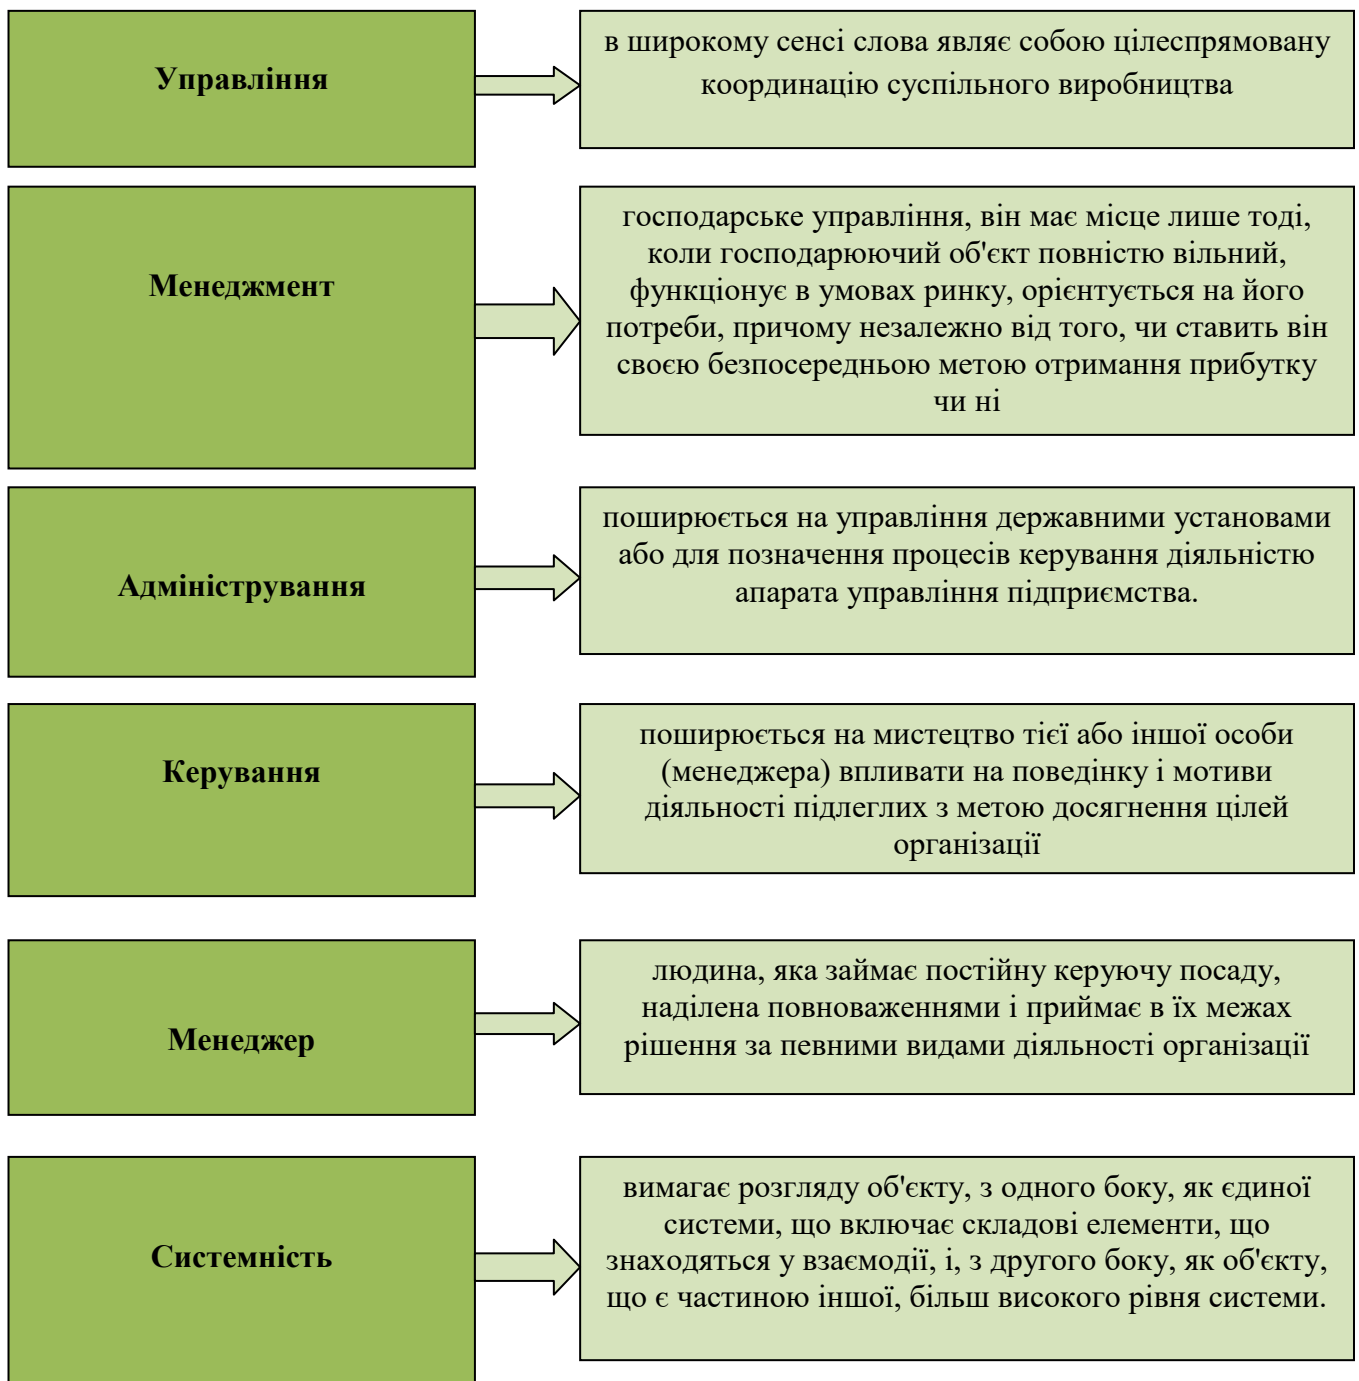 Управління
в широкому сенсі слова являє собою цілеспрямовану
координацію суспільного виробництва
Менеджмент
господарське управління, він має місце лише тоді,
коли господарюючий об'єкт повністю вільний,
функціонує в умовах ринку, орієнтується на його
потреби, причому незалежно від того, чи ставить він
своєю безпосередньою метою отримання прибутку
чи ні
Адміністрування
поширюється на управління державними установами
або для позначення процесів керування діяльністю
апарата управління підприємства.
Керування
поширюється на мистецтво тієї або іншої особи
(менеджера) впливати на поведінку і мотиви
діяльності підлеглих з метою досягнення цілей
організації
Менеджер
людина, яка займає постійну керуючу посаду,
наділена повноваженнями і приймає в їх межах
рішення за певними видами діяльності організації
Системність
вимагає розгляду об'єкту, з одного боку, як єдиної
системи, що включає складові елементи, що
знаходяться у взаємодії, і, з другого боку, як об'єкту,
що є частиною іншої, більш високого рівня системи.